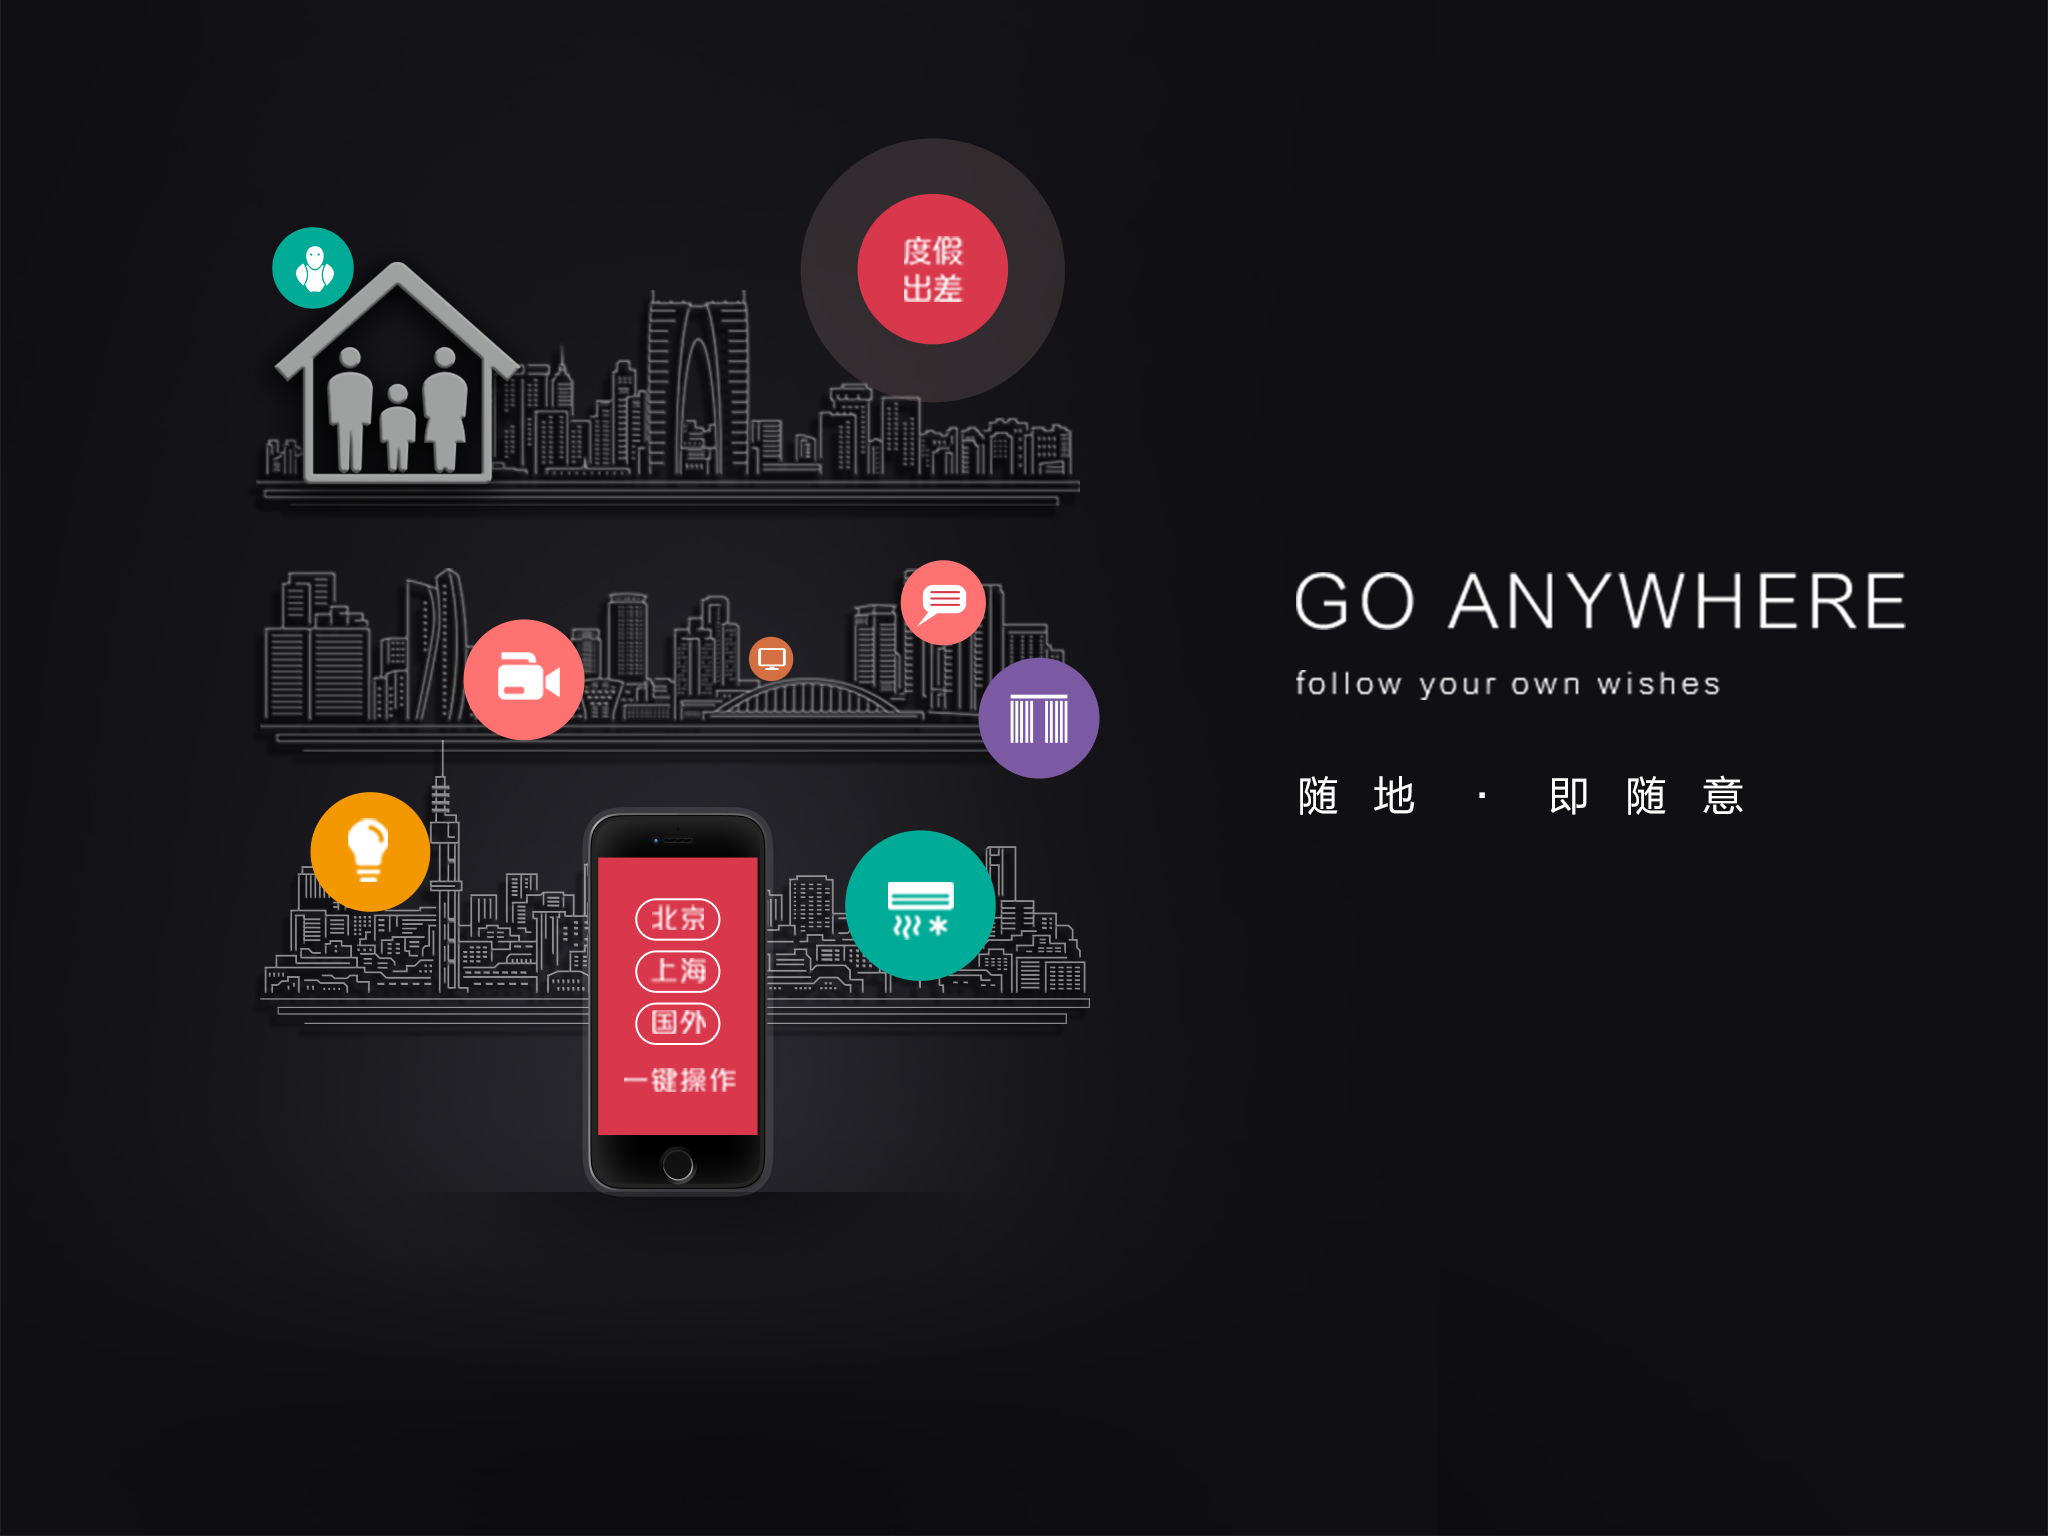 度假
出差
GO ANYWHERE
follow your own wishes
随地 · 即随意
北京
上海
国外
一键操作